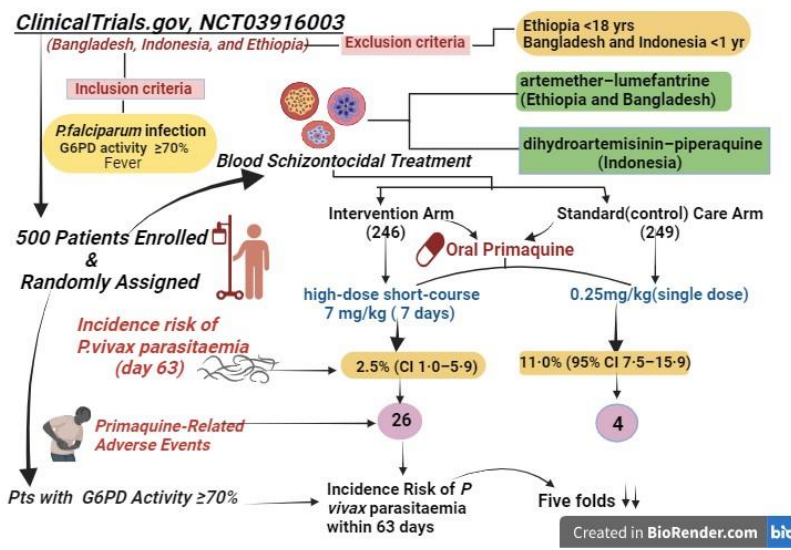 ClinicalTrials.gov, NCT03916003
(Bangladesh, Indonesia, and Ethiopia)
Exclusion criteria
Ethiopia <18 yrs
Bangladesh and Indonesia <1 yr
Inclusion criteria
P.falciparum infection
G6PD activity ≥70%
Fever
artemether–lumefantrine
(Ethiopia and Bangladesh)
dihydroartemisinin–piperaquine
(Indonesia)
Blood Schizontocidal Treatment
500 Patients Enrolled
&
Randomly Assigned
Intervention Arm
(246)
Standard(control) Care Arm
(249)
Oral Primaquine
high-dose short-course
7 mg/kg ( 7 days)
0.25mg/kg(single dose)
Incidence risk of
P.vivax parasitaemia
(day 63)
2.5% (CI 1·0–5·9)
11·0% (95% CI 7·5–15·9)
Primaquine-Related
Adverse Events
26
4
Pts with G6PD Activity ≥70%
Incidence Risk of P
vivax parasitaemia
within 63 days
Five folds
Created in BioRender.com bio